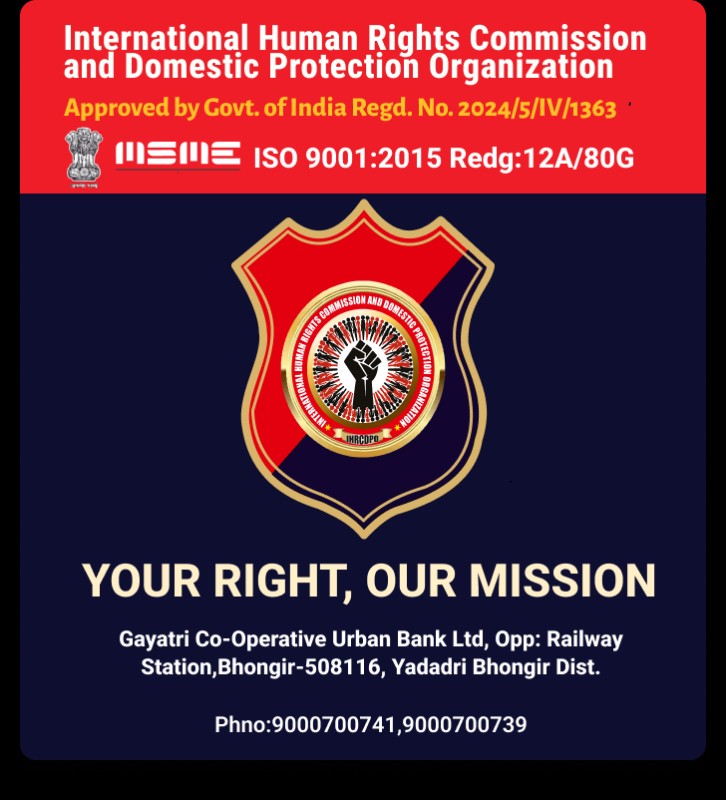 International Human Rights Commission
and Domestic Protection Organization
Approved by Govt. of India Regd. No. 2024/5/IV/1363
MSME ISO 9001:2015 Redg:12A/80G
INTERNATIONAL HUMAN RIGHTS COMMISSION AND DOMESTIC PROTECTION ORGANIZATION
IHRCDPO
YOUR RIGHT, OUR MISSION
Gayatri Co-Operative Urban Bank Ltd, Opp: Railway
Station,Bhongir-508116, Yadadri Bhongir Dist.
Phno:9000700741,9000700739